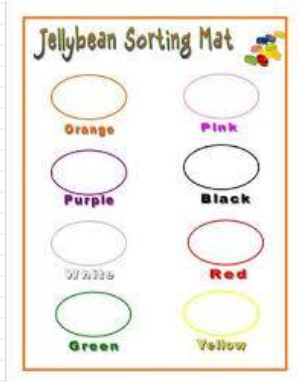 Jellybean Sorting Mat
Orange
Pink
Purple
Black
White
Red
Green
Yellow